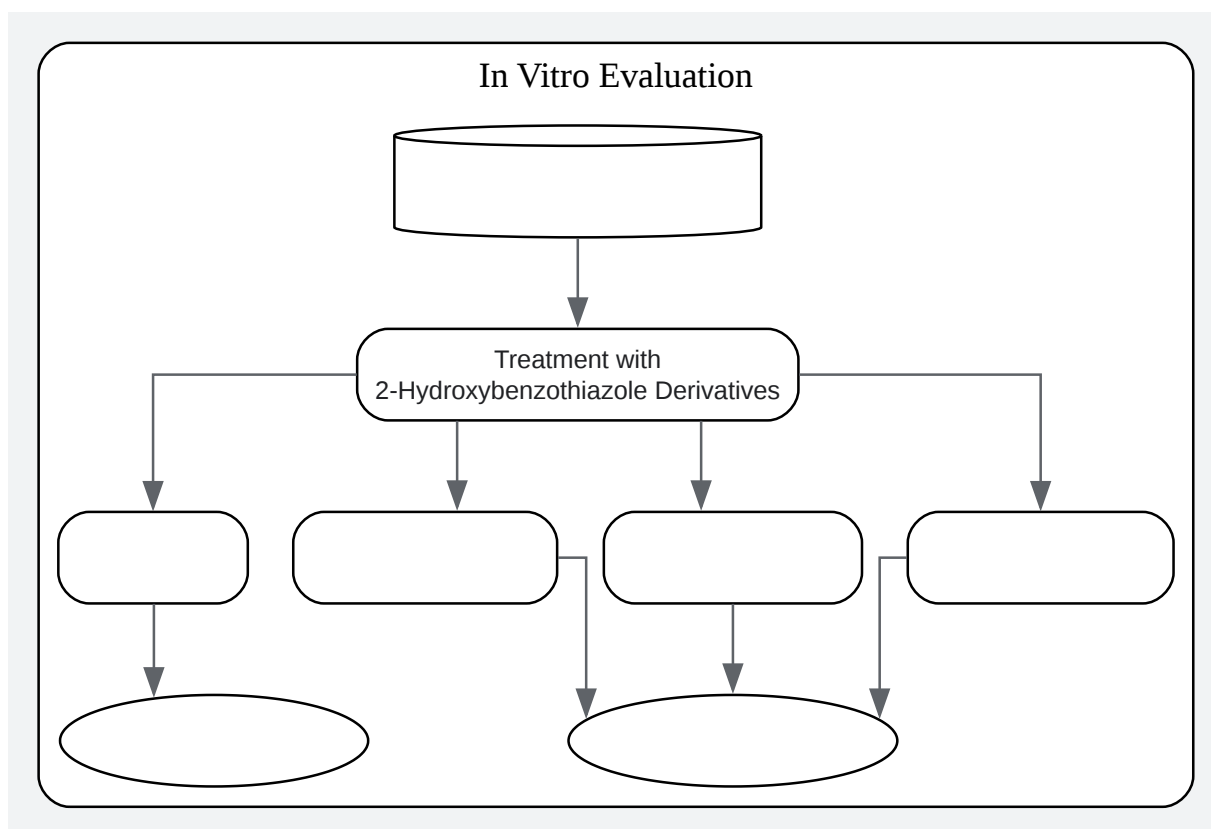 In Vitro Evaluation
Treatment with
2-Hydroxybenzothiazole Derivatives